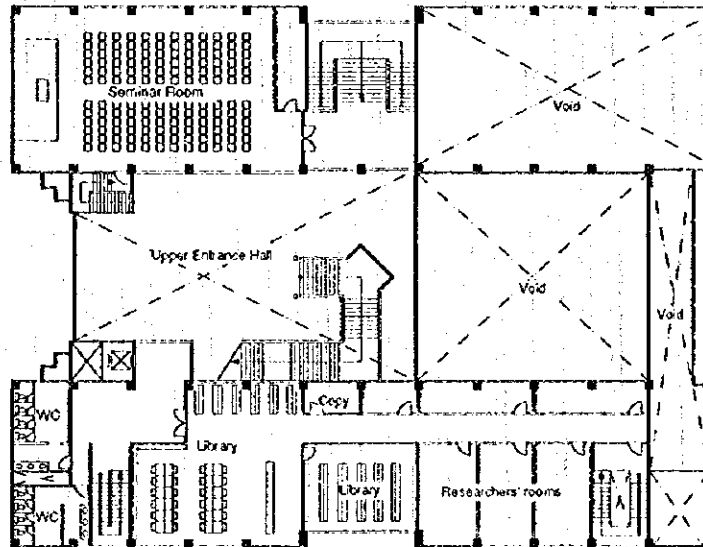 Seminar Room
Void
Upper Entrance Hall
Void
Void
WC
Copy
Library
Library
Researchers' rooms
WC